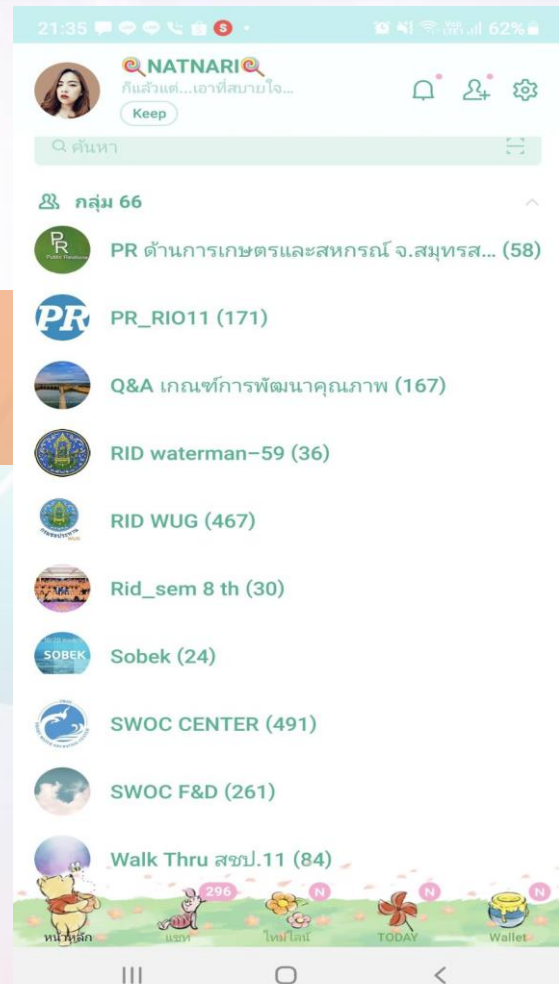 21:35
62%
🍭NATNARI🍭
ก็แล้วแต่...เอาที่สบายใจ...
Keep
ค้นหา
กลุ่ม 66
PR
Public Relations
PR ด้านการเกษตรและสหกรณ์ จ.สมุทรส... (58)
PR
PR_RIO11 (171)
Q&A เกณฑ์การพัฒนาคุณภาพ (167)
RID waterman-59 (36)
RID WUG (467)
Rid_sem 8 th (30)
SOBEK
Sobek (24)
SWOC CENTER (491)
SWOC F&D (261)
Walk Thru สชป.11 (84)
296
N
N
N
หน้าหลัก
แชท
ไทม์ไลน์
TODAY
Wallet